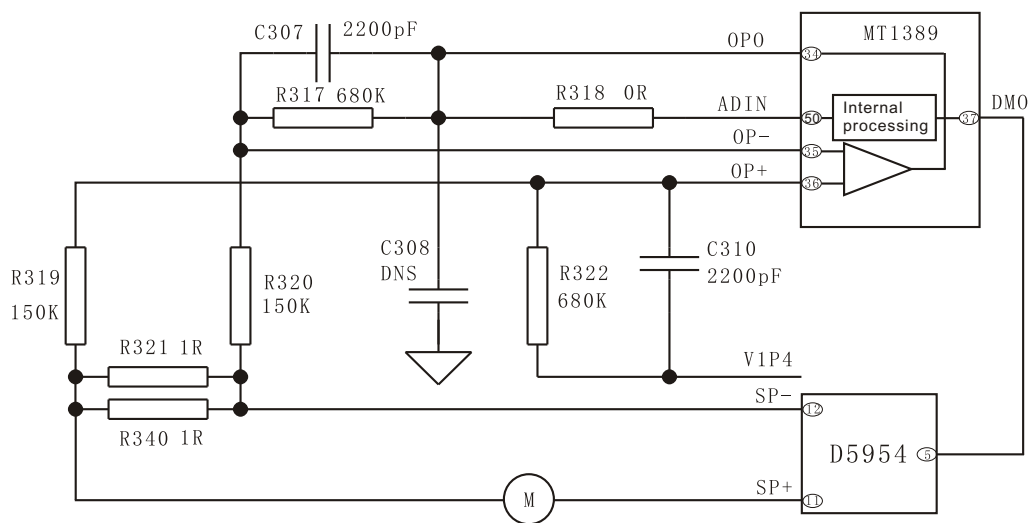 C307 2200pF
OPO
34
MT1389
R317 680K
R318 0R
ADIN
50
Internal
processing
37
DMO
OP-
35
OP+
36
C308
DNS
C310
2200pF
R319
150K
R320
150K
R322
680K
R321 1R
V1P4
SP-
12
R340 1R
D5954
5
M
SP+
11